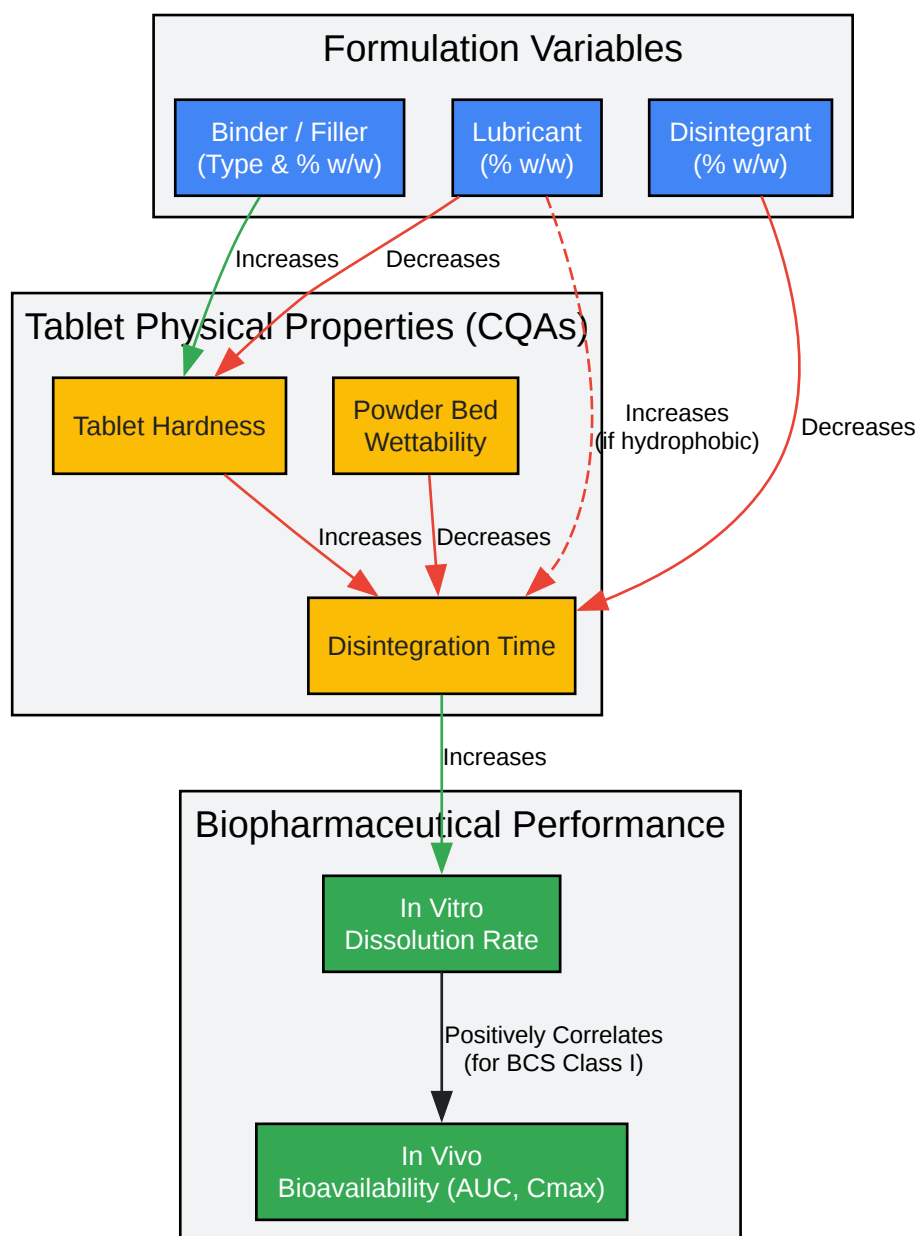 Formulation Variables
Binder / Filler
(Type & % w/w)
Lubricant
(% w/w)
Disintegrant
(% w/w)
Increases
Decreases
Tablet Physical Properties (CQAs)
Tablet Hardness
Powder Bed
Wettability
Increases
(if hydrophobic)
Decreases
Increases
Decreases
Disintegration Time
Increases
Biopharmaceutical Performance
In Vitro
Dissolution Rate
Positively Correlates
(for BCS Class I)
In Vivo
Bioavailability (AUC, Cmax)